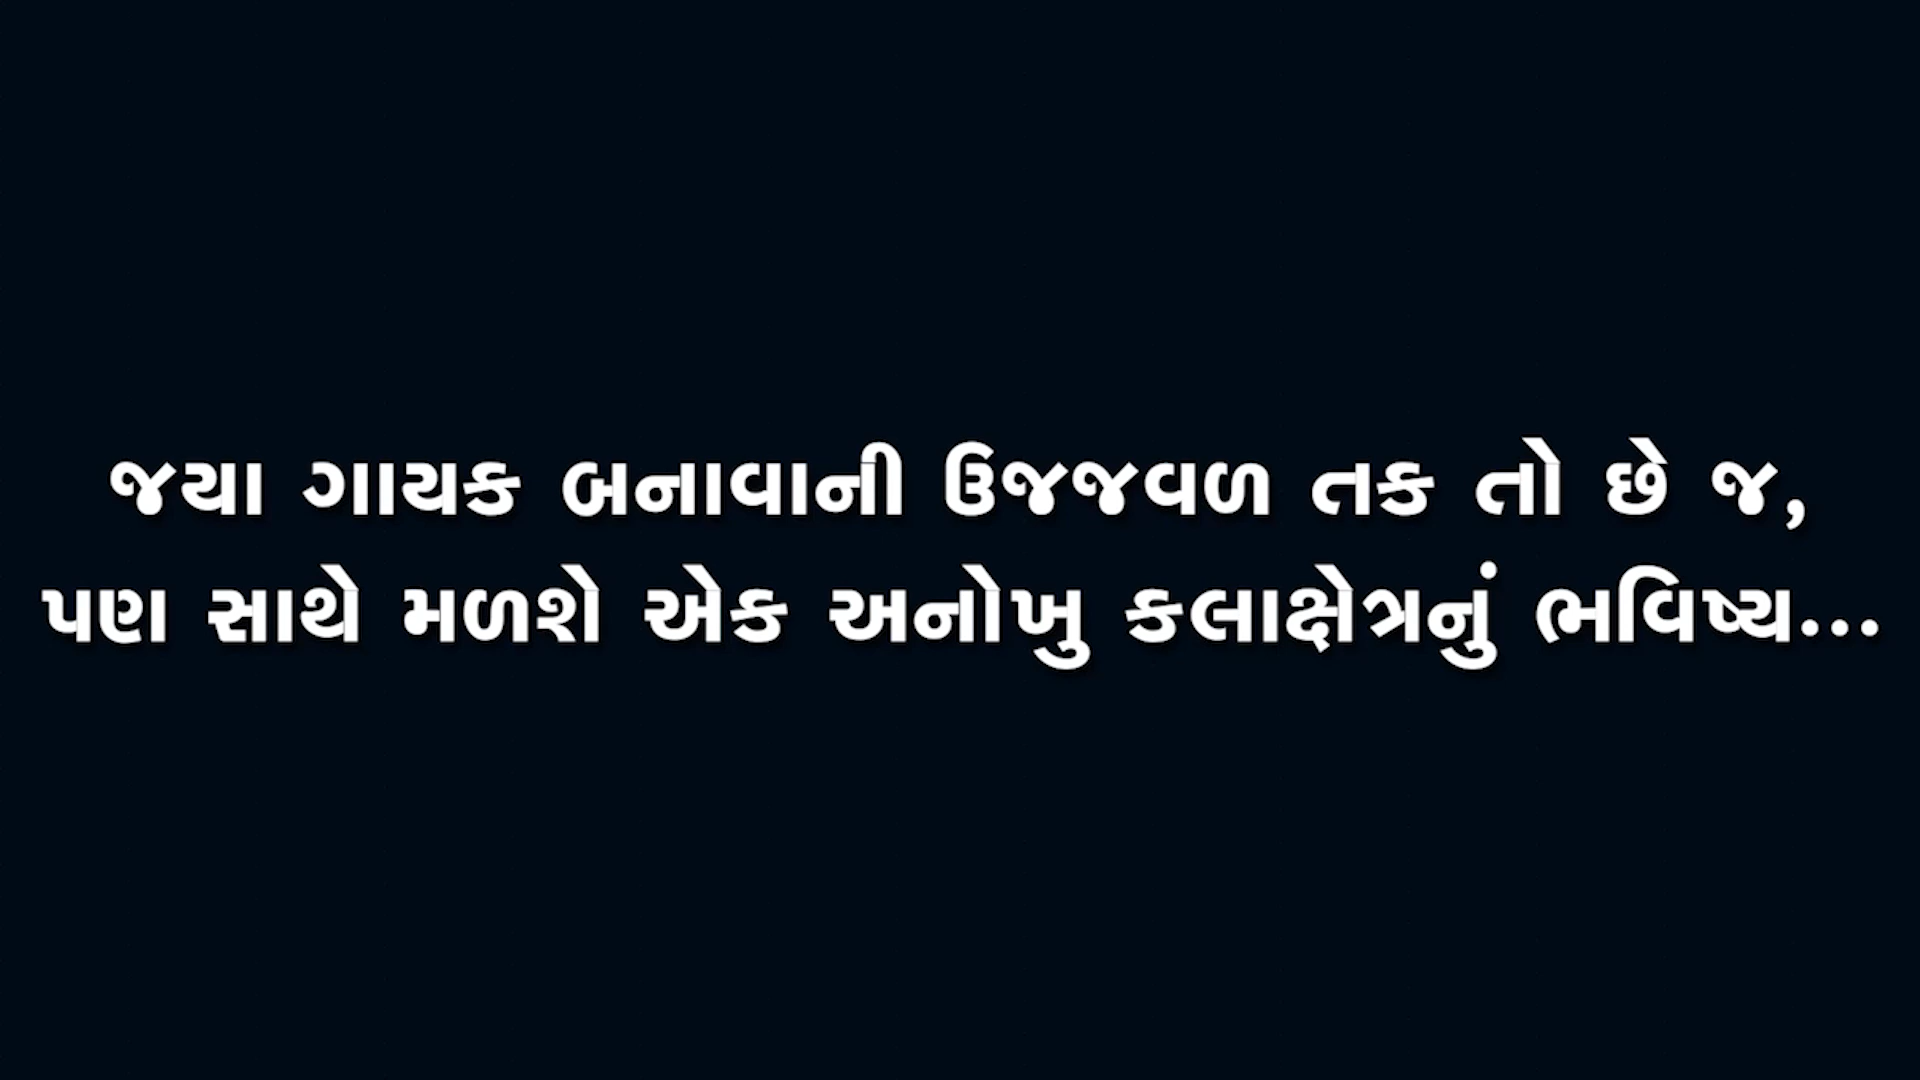 જયા ગાયક બનાવાની ઉજજવળ તક તો છે જ,
પણ સાથે મળશે એક અનોખુ કલાક્ષેત્રનું ભવિષ્ય...